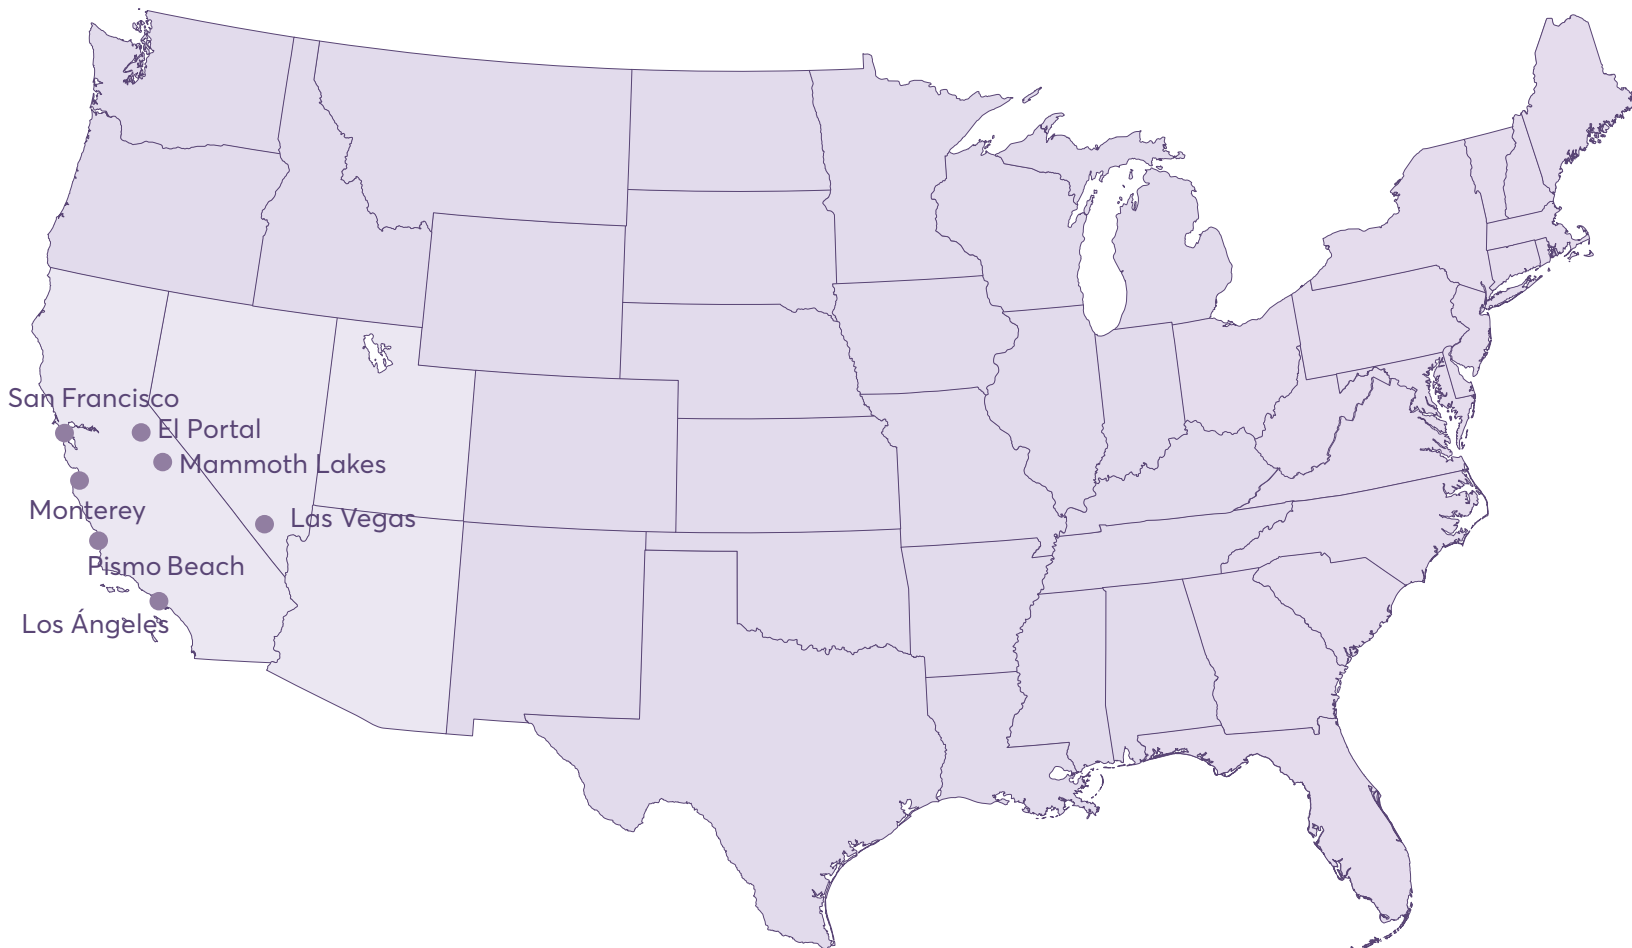 San Francisco
El Portal
Mammoth Lakes
Monterey
Las Vegas
Pismo Beach
Los Ángeles